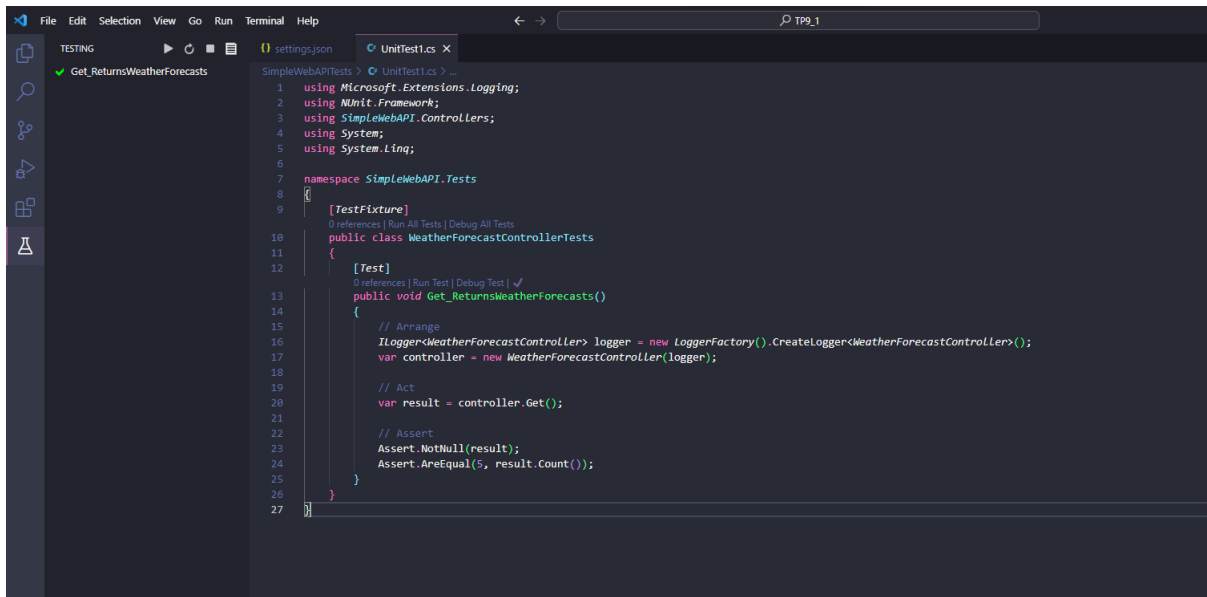 File Edit Selection View Go Run Terminal Help
TP9_1
TESTING
{} settings.json
UnitTest1.cs
Get_ReturnsWeatherForecasts
SimpleWebAPITests > UnitTest1.cs > ...
1 using Microsoft.Extensions.Logging;
2 using NUnit.Framework;
3 using SimpleWebAPI.Controllers;
4 using System;
5 using System.Linq;
6
7 namespace SimpleWebAPI.Tests
8 {
9 [TestFixture]
0 references | Run All Tests | Debug All Tests
10 public class WeatherForecastControllerTests
11 {
12 [Test]
0 references | Run Test | Debug Test |
13 public void Get_ReturnsWeatherForecasts()
14 {
15 // Arrange
16 ILogger<WeatherForecastController> logger = new LoggerFactory().CreateLogger<WeatherForecastController>();
17 var controller = new WeatherForecastController(logger);
18
19 // Act
20 var result = controller.Get();
21
22 // Assert
23 Assert.NotNull(result);
24 Assert.AreEqual(5, result.Count());
25 }
26 }
27 }